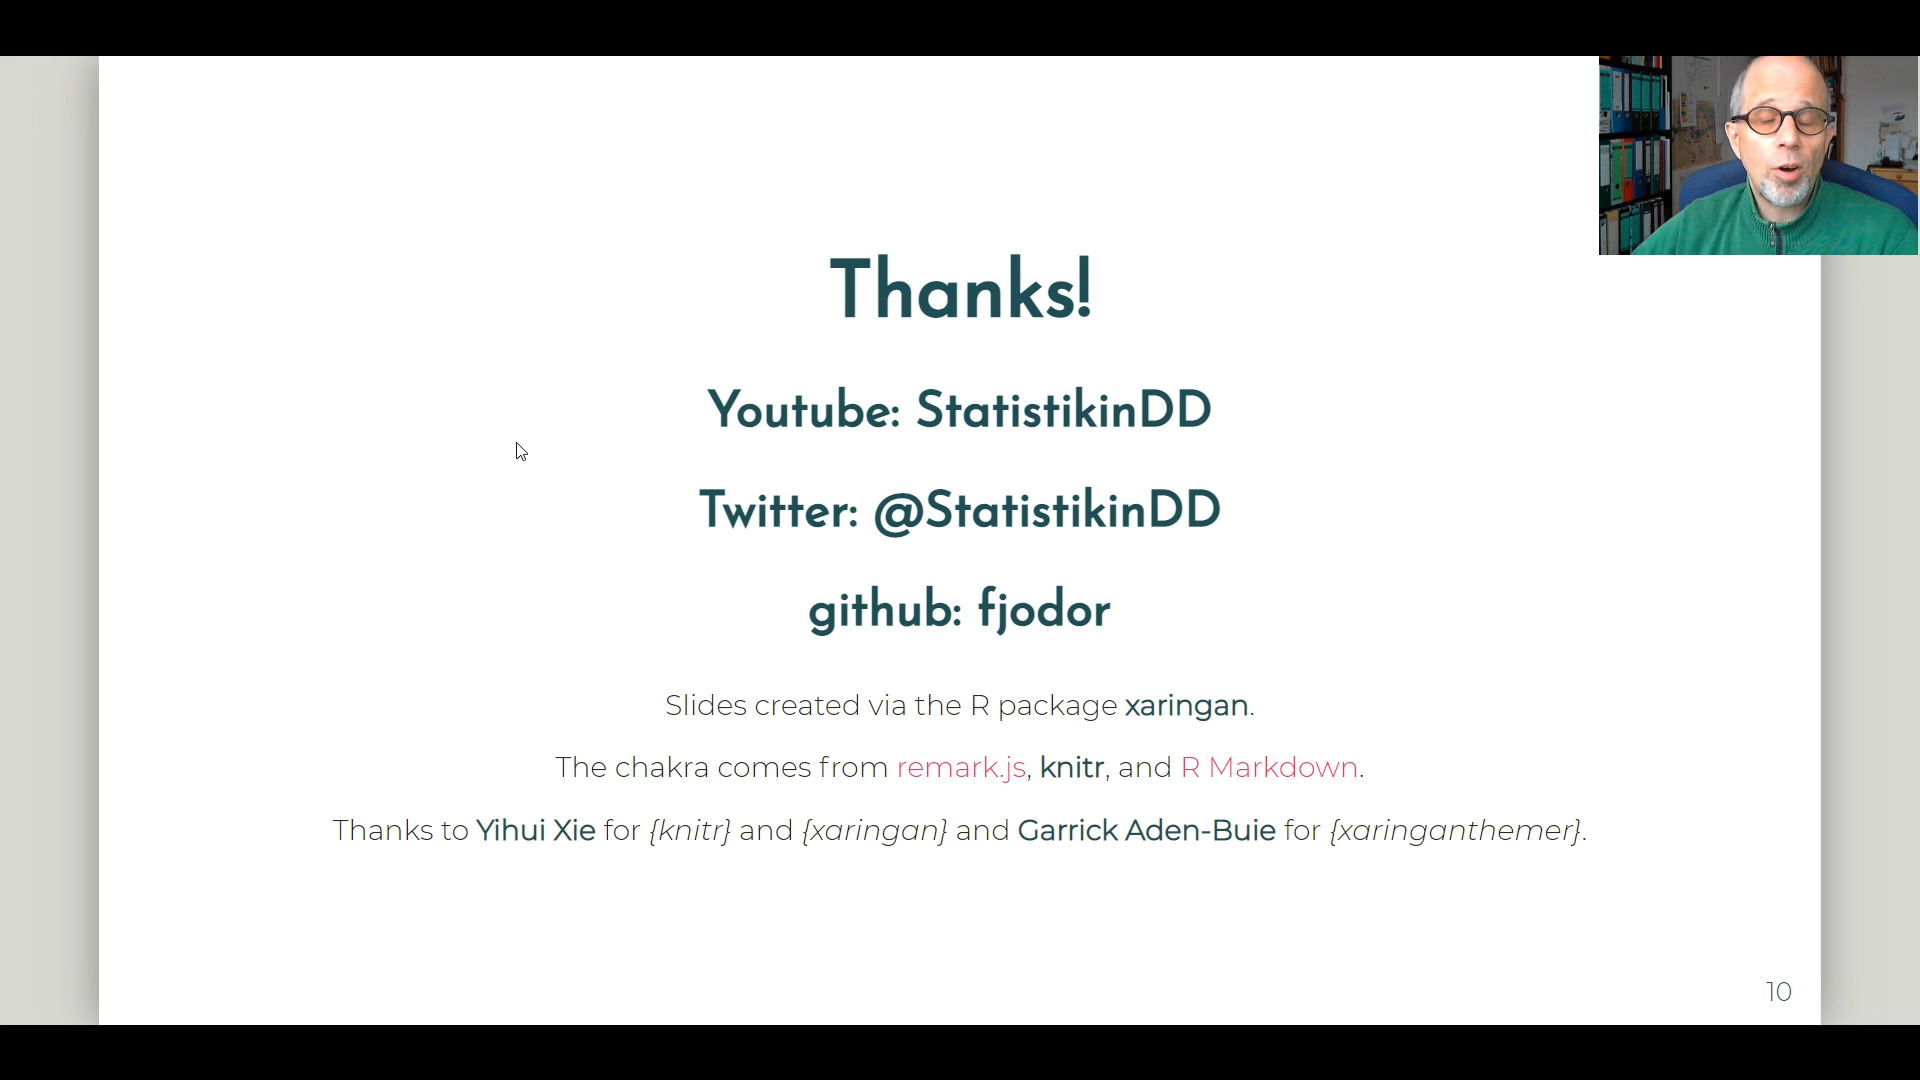 Thanks!
Youtube: StatistikinDD
Twitter: @StatistikinDD
github: fjodor
Slides created via the R package xaringan.
The chakra comes from remark.js, knitr, and R Markdown.
Thanks to Yihui Xie for {knitr} and {xaringan} and Garrick Aden-Buie for {xaringanthemer}.
10